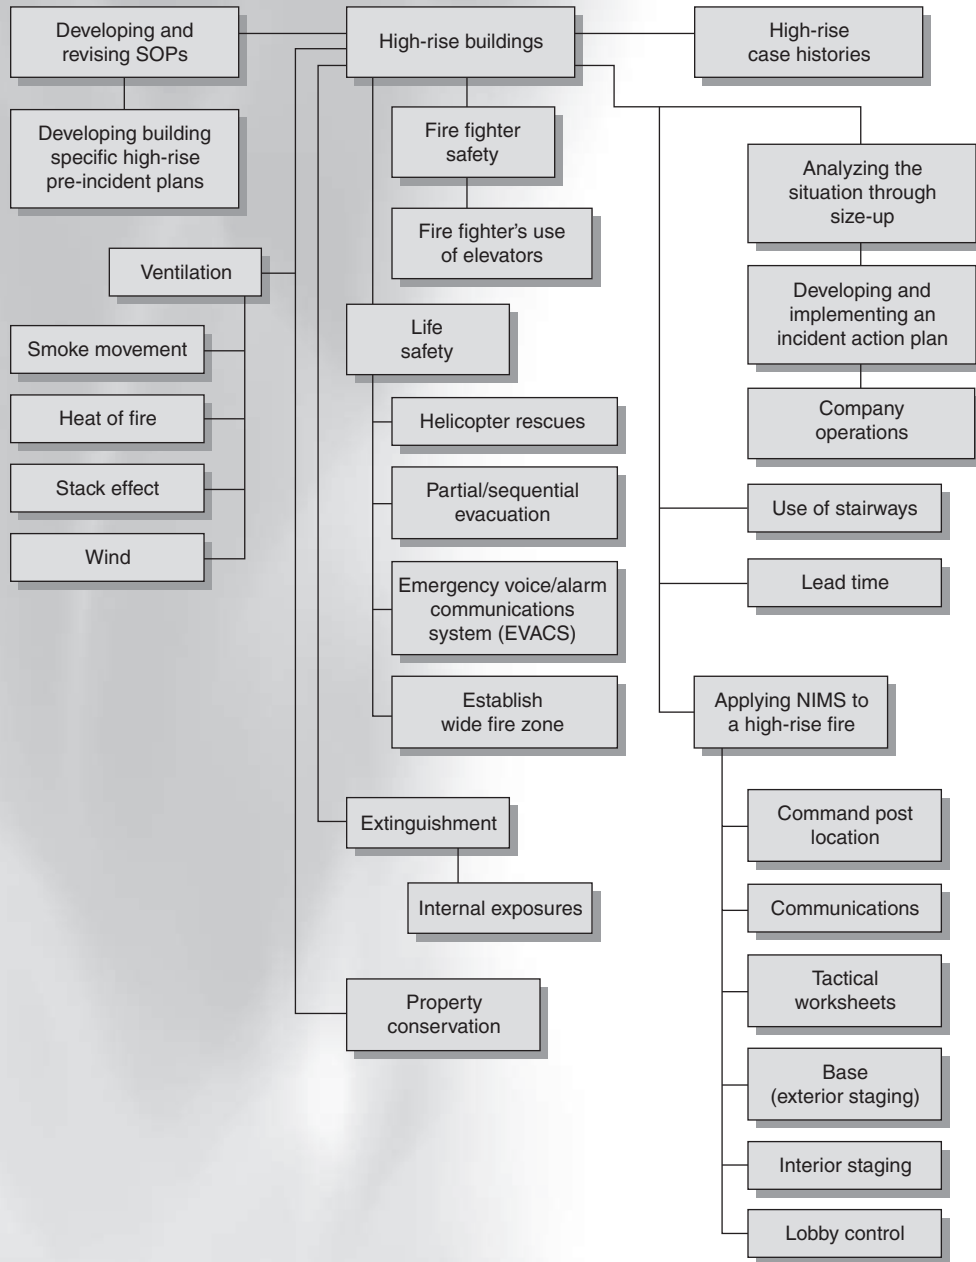 Developing and
revising SOPs
High-rise buildings
High-rise
case histories
Developing building
specific high-rise
pre-incident plans
Fire fighter
safety
Analyzing the
situation through
size-up
Fire fighter's use
of elevators
Ventilation
Developing and
implementing an
incident action plan
Life
safety
Smoke movement
Heat of fire
Stack effect
Wind
Company
operations
Helicopter rescues
Partial/sequential
evacuation
Emergency voice/alarm
communications
system (EVACS)
Establish
wide fire zone
Use of stairways
Lead time
Applying NIMS to
a high-rise fire
Extinguishment
Internal exposures
Property
conservation
Command post
location
Communications
Tactical
worksheets
Base
(exterior staging)
Interior staging
Lobby control